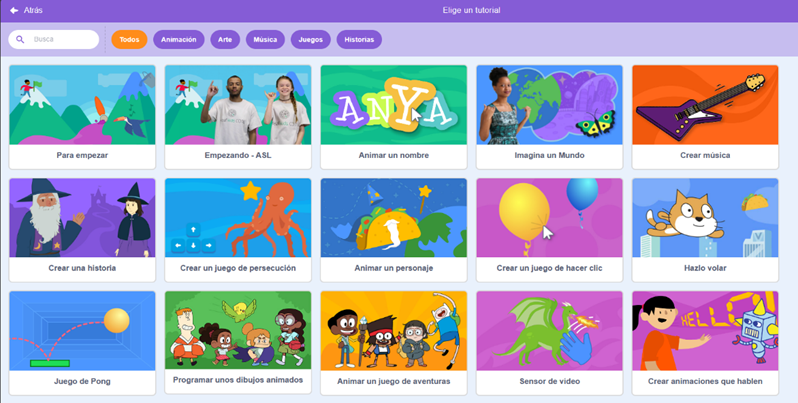 Atrás
Elige un tutorial
Busca
Todos
Animación
Arte
Música
Juegos
Historias
ANYA
Para empezar
Empezando - ASL
Animar un nombre
Imagina un Mundo
Crear música
Crear una historia
Crear un juego de persecución
Animar un personaje
Crear un juego de hacer clic
Hazlo volar
HELLO
Juego de Pong
Programar unos dibujos animados
Animar un juego de aventuras
Sensor de video
Crear animaciones que hablen